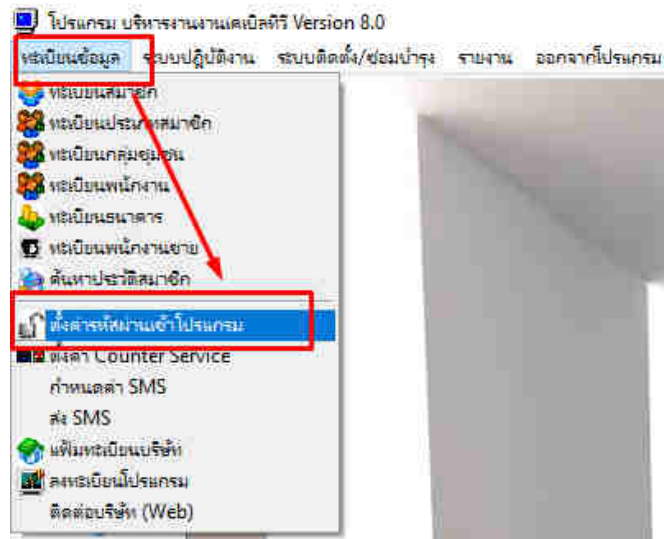 โปรแกรม บริหารงานงานเคเบิลทีวี Version 8.0
ทะเบียนข้อมูล ระบบปฏิบัติงาน ระบบติดตั้ง/ซ่อมบำรุง รายงาน ออกจากโปรแกรม
ทะเบียนสมาชิก
ทะเบียนประเภทสมาชิก
ทะเบียนกลุ่มชุมชน
ทะเบียนพนักงาน
ทะเบียนธนาคาร
ทะเบียนพนักงานขาย
ค้นหาประวัติสมาชิก
ตั้งค่ารหัสผ่านเข้าโปรแกรม
ตั้งค่า Counter Service
กำหนดค่า SMS
ส่ง SMS
แฟ้มทะเบียนบริษัท
ลงทะเบียนโปรแกรม
ติดต่อบริษัท (Web)